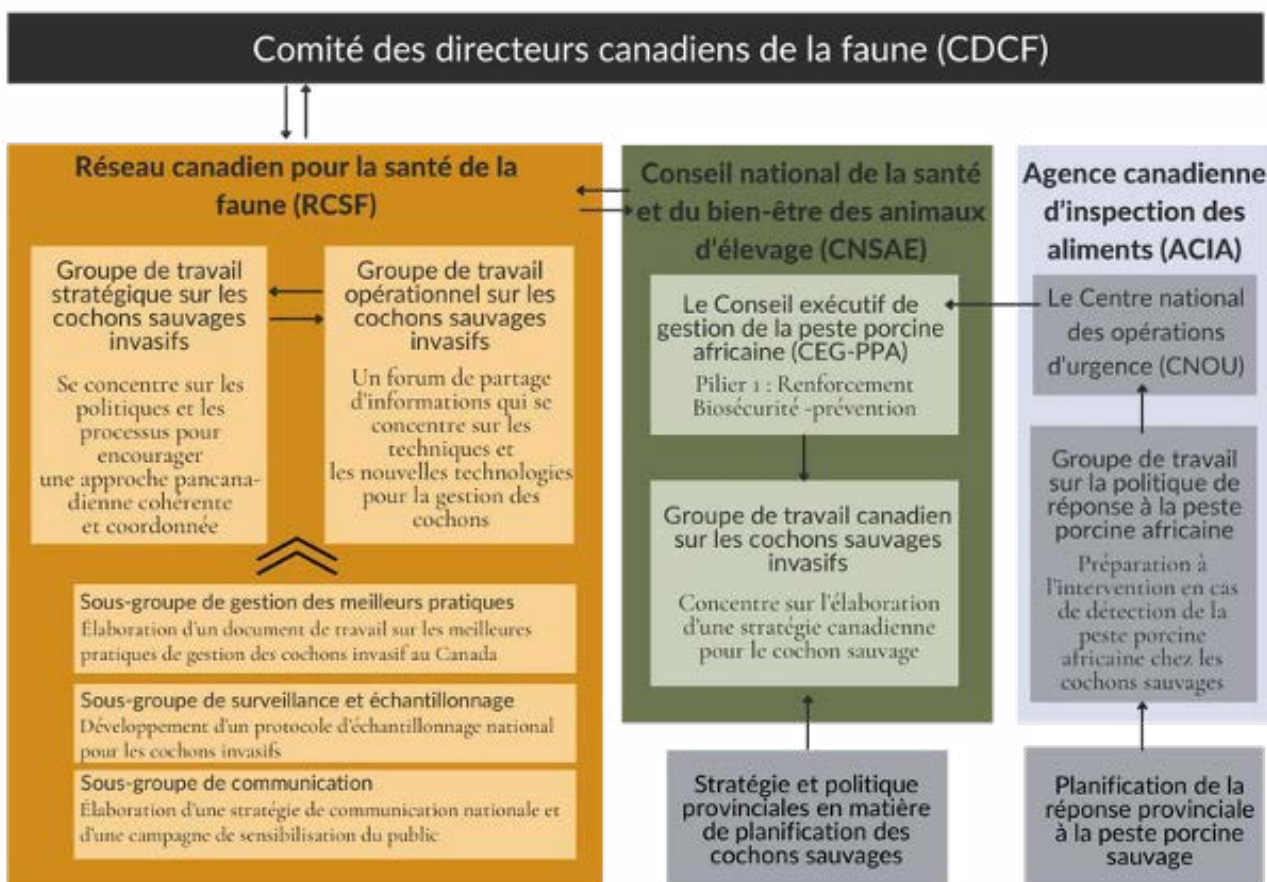 Comité des directeurs canadiens de la faune (CDCF)
Réseau canadien pour la santé de la
faune (RCSF)
Groupe de travail
stratégique sur les
cochons sauvages
invasifs
Se concentre sur les
politiques et les
processus pour
encourager
une approche pancana-
dienne cohérente
et coordonnée
Groupe de travail
opérationnel sur les
cochons sauvages
invasifs
Un forum de partage
d'informations qui se
concentre sur les
techniques et
les nouvelles technologies
pour la gestion des
cochons
Sous-groupe de gestion des meilleurs pratiques
Élaboration d'un document de travail sur les meilleures
pratiques de gestion des cochons invasif au Canada
Sous-groupe de surveillance et échantillonnage
Développement d'un protocole d'échantillonnage national
pour les cochons invasifs
Sous-groupe de communication
Élaboration d'une stratégie de communication nationale et
d'une campagne de sensibilisation du public
Conseil national de la santé
et du bien-être des animaux
d'élevage (CNSAE)
Le Conseil exécutif de
gestion de la peste porcine
africaine (CEG-PPA)
Pilier 1 : Renforcement
Biosécurité -prévention
Groupe de travail canadien
sur les cochons sauvages
invasifs
Concentre sur l'élaboration
d'une stratégie canadienne
pour le cochon sauvage
Stratégie et politique
provinciales en matière
de planification des
cochons sauvages
Agence canadienne
d'inspection des
aliments (ACIA)
Le Centre national
des opérations
d'urgence (CNOU)
Groupe de travail
sur la politique de
réponse à la peste
porcine africaine
Préparation à
l'intervention en cas
de détection de la
peste porcine
africaine chez les
cochons sauvages
Planification de la
réponse provinciale
à la peste porcine
sauvage